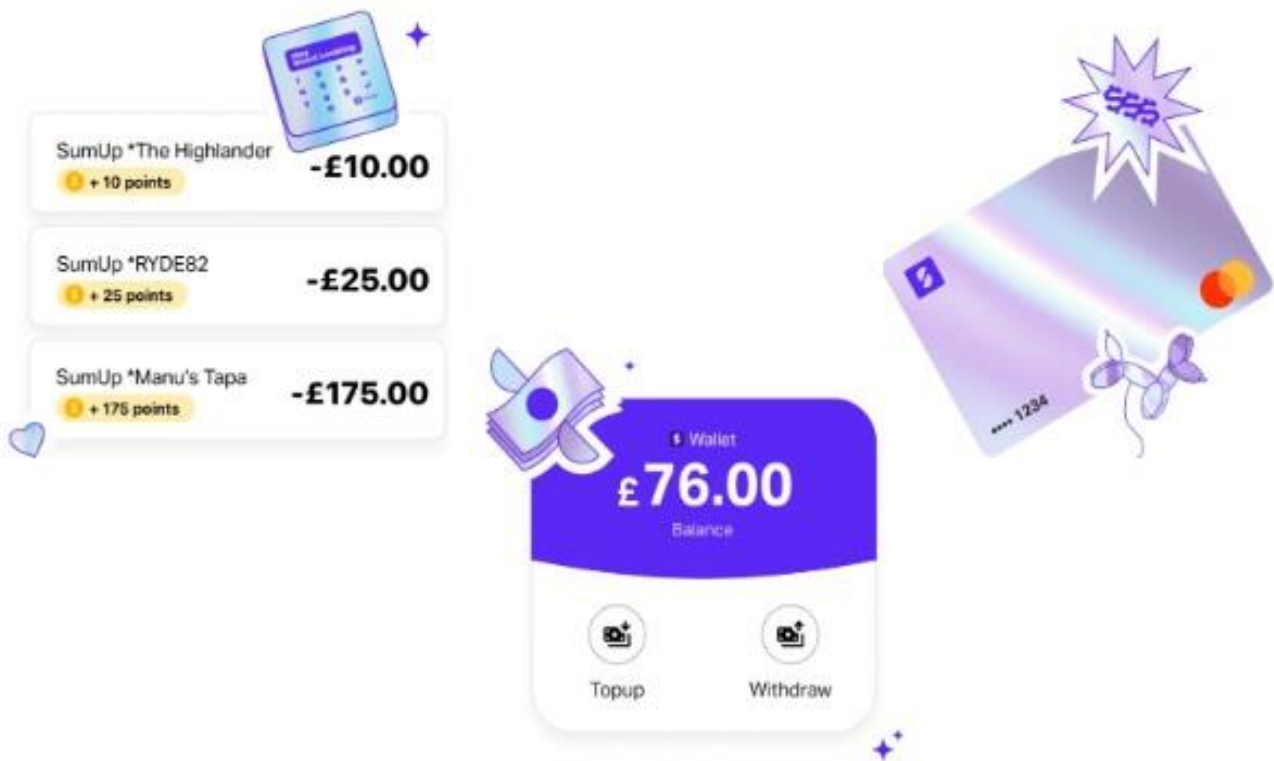 SumUp *The Highlander
+ 10 points
-£10.00
SumUp *RYDE82
+ 25 points
-£25.00
SumUp *Manu's Tapa
+ 175 points
-£175.00
Wallet
£76.00
Balance
Topup
Withdraw
$$$
•••• 1234